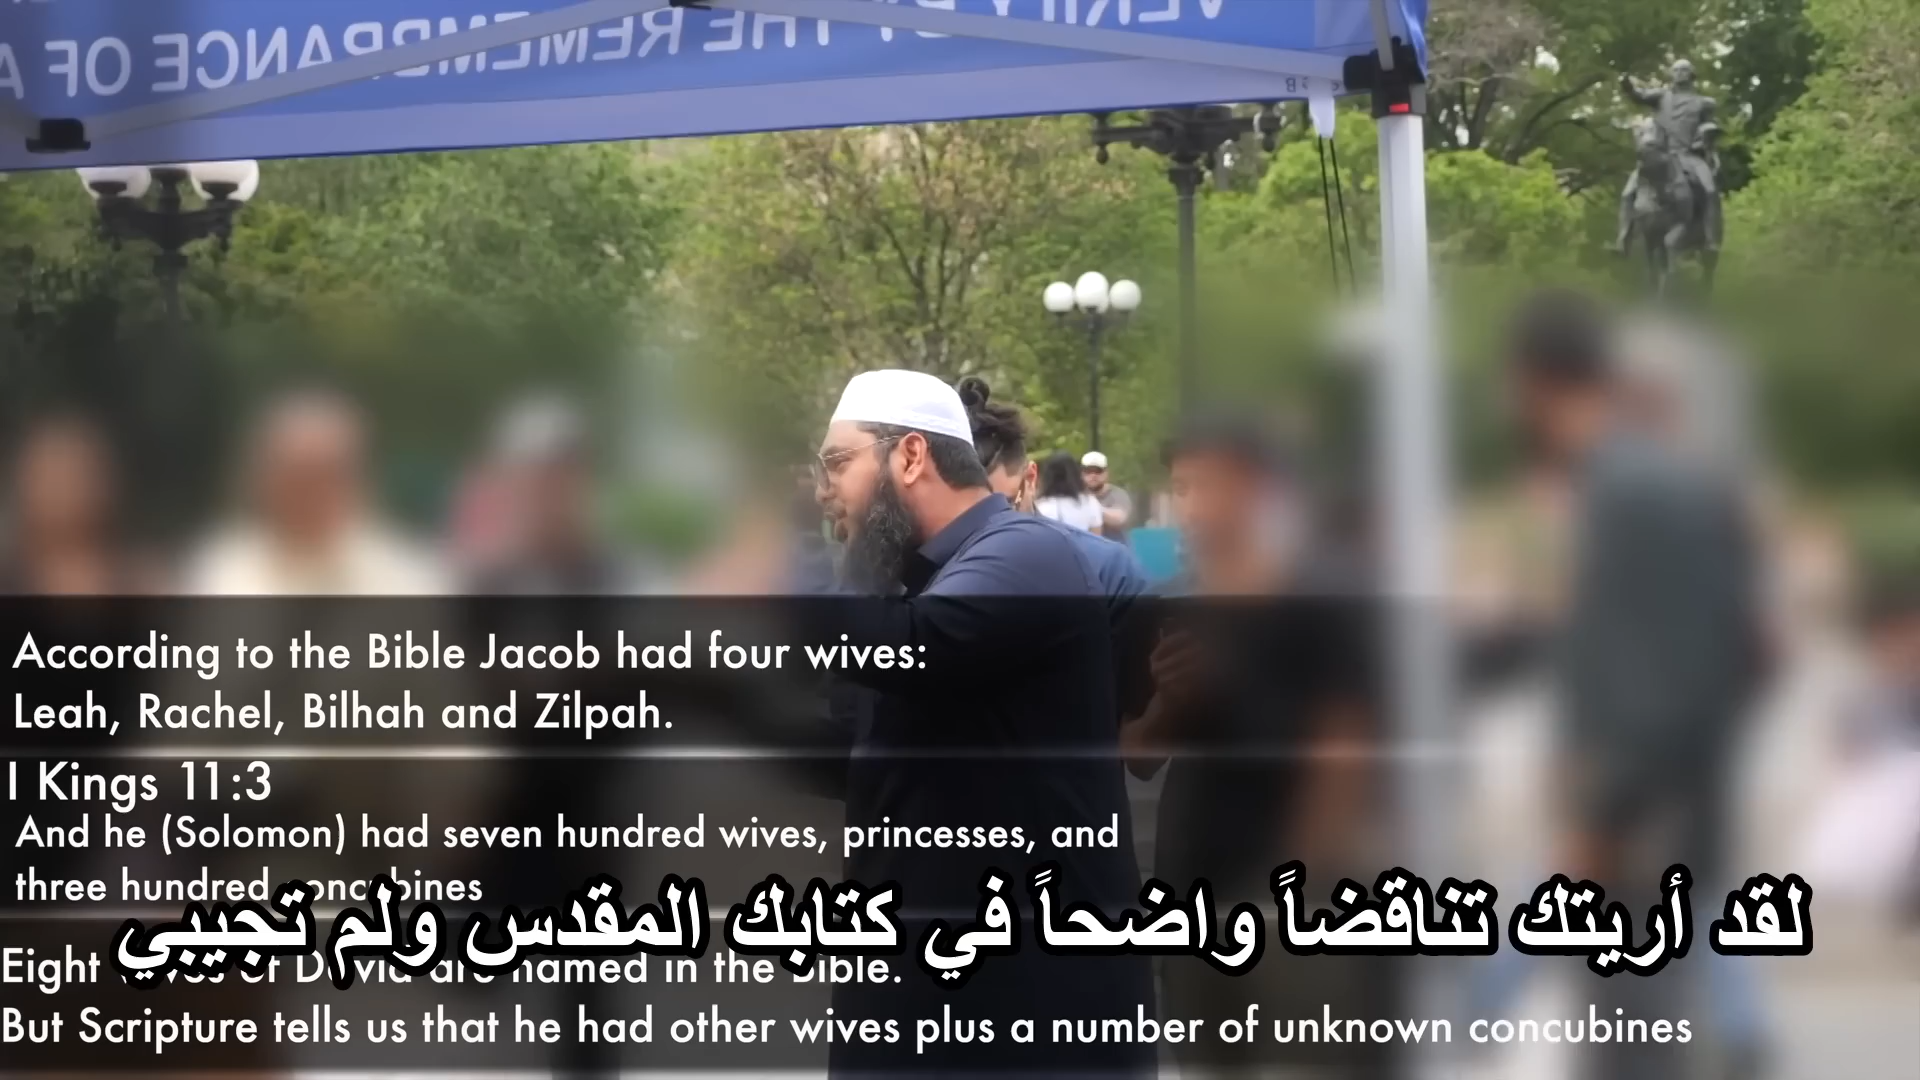 VERILY BY THE REMEMBRANCE OF A
According to the Bible Jacob had four wives:
Leah, Rachel, Bilhah and Zilpah.
I Kings 11:3
And he (Solomon) had seven hundred wives, princesses, and
three hundred concubines
لقد أريتك تناقضاً واضحاً في كتابك المقدس ولم تجيبي
Eight wives of David are named in the Bible.
But Scripture tells us that he had other wives plus a number of unknown concubines